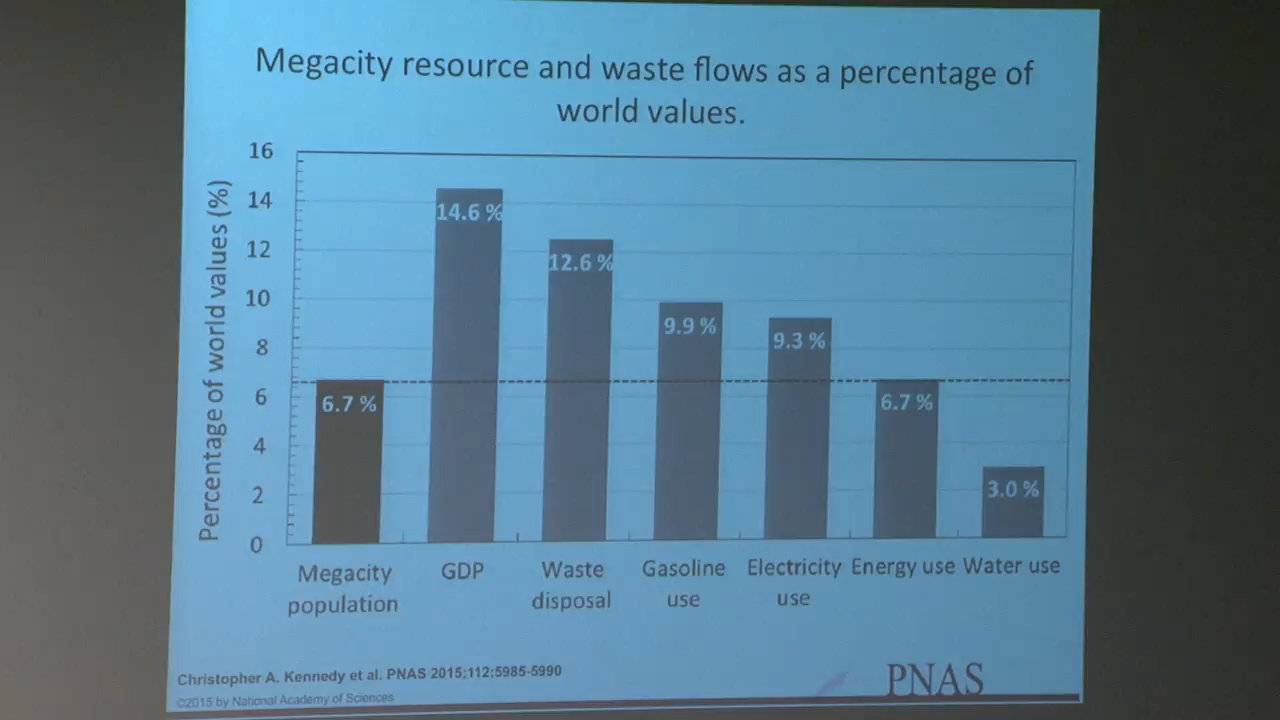 Megacity resource and waste flows as a percentage of
world values.
Percentage of world values (%)
16
14
12
10
8
6
4
2
0
6.7 %
14.6 %
12.6 %
9.9 %
9.3 %
6.7 %
3.0 %
Megacity
population
GDP
Waste
disposal
Gasoline
use
Electricity
use
Energy use
Water use
Christopher A. Kennedy et al. PNAS 2015;112:5985-5990
©2015 by National Academy of Sciences
PNAS